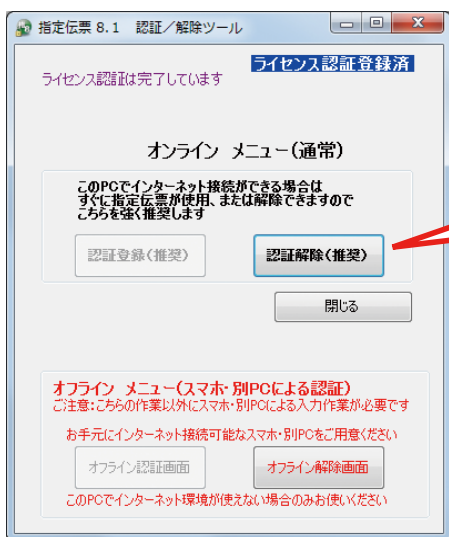 指定伝票 8.1　認証／解除ツール
ライセンス認証登録済
ライセンス認証は完了しています
オンライン メニュー(通常)
このPCでインターネット接続ができる場合は
すぐに指定伝票が使用、または解除できますので
こちらを強く推奨します
認証登録(推奨)
認証解除(推奨)
閉じる
オフライン メニュー(スマホ・別PCによる認証)
ご注意：こちらの作業以外にスマホ・別PCによる入力作業が必要です
お手元にインターネット接続可能なスマホ・別PCをご用意ください
オフライン認証画面
オフライン解除画面
このPCでインターネット環境が使えない場合のみお使いください